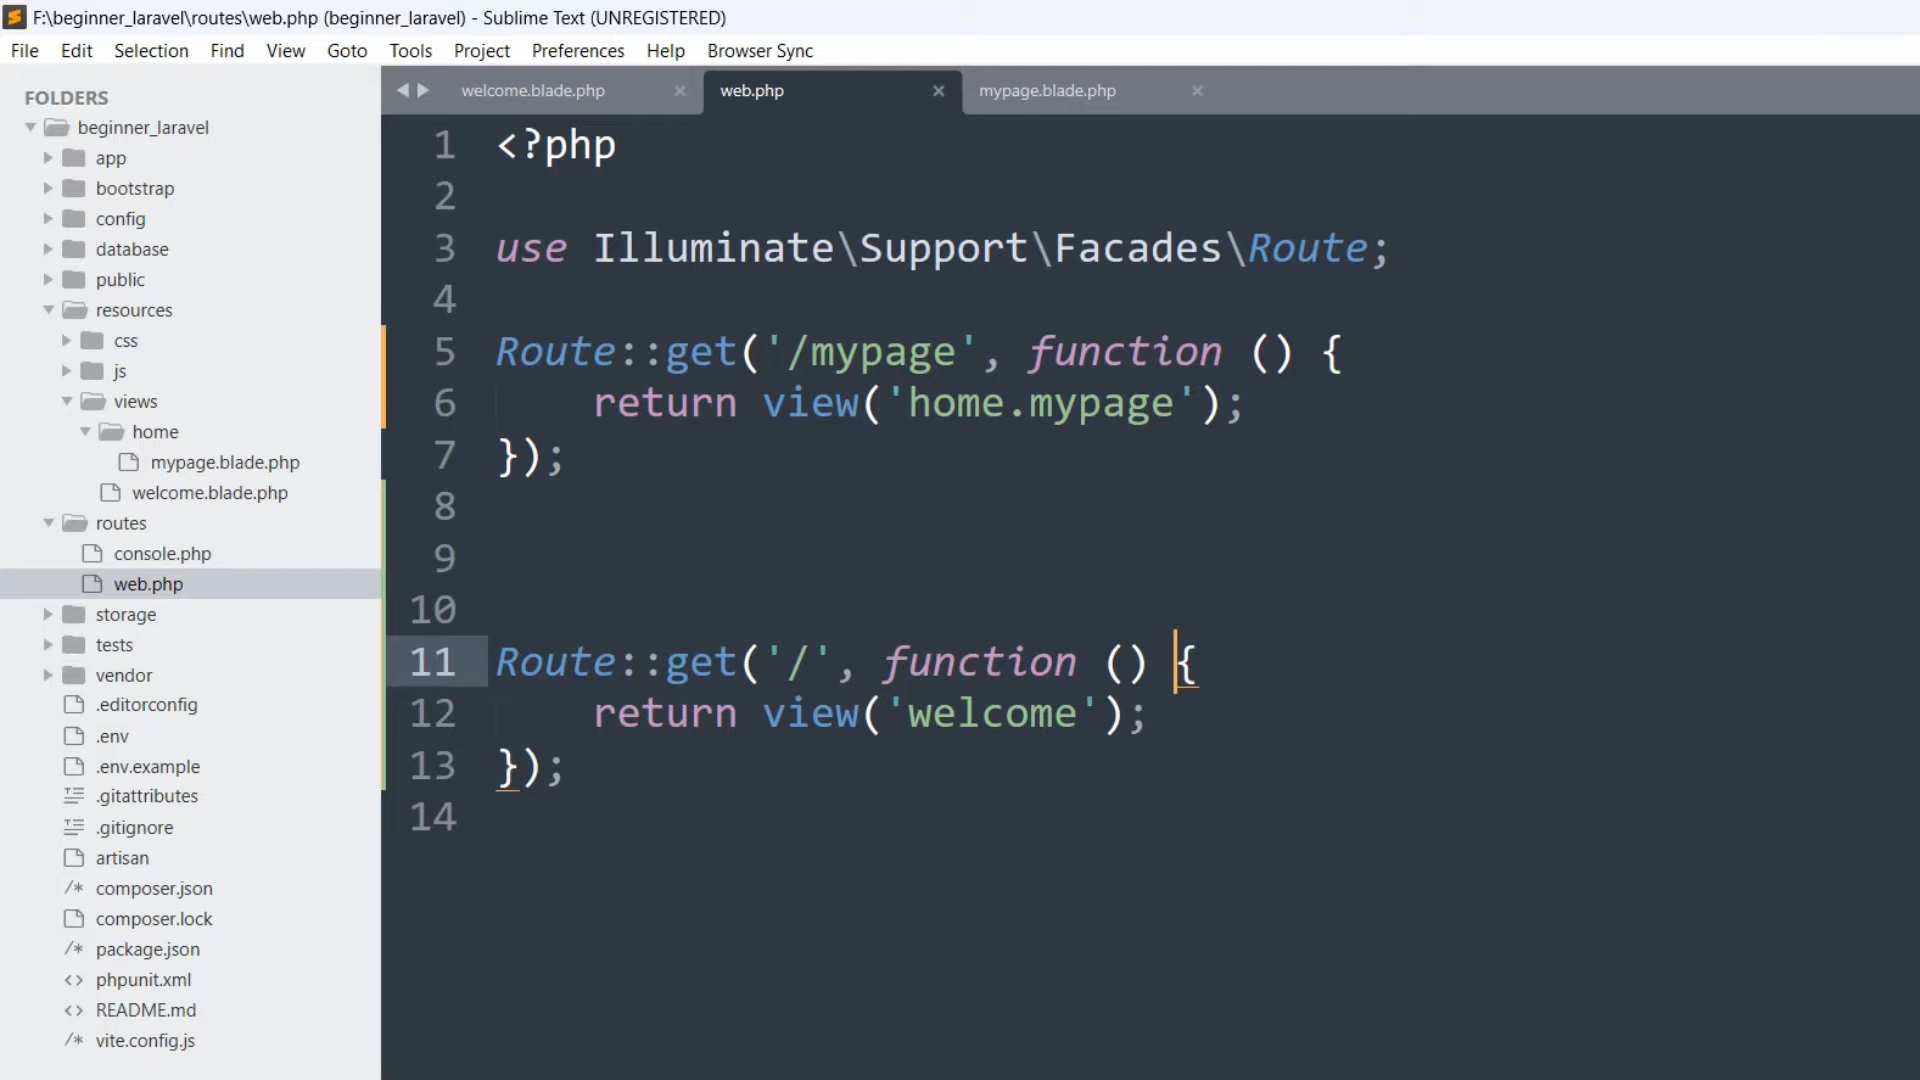 F:\beginner_laravel\routes\web.php (beginner_laravel) - Sublime Text (UNREGISTERED)
File Edit Selection Find View Goto Tools Project Preferences Help Browser Sync
FOLDERS
beginner_laravel
app
bootstrap
config
database
public
resources
css
js
views
home
mypage.blade.php
welcome.blade.php
routes
console.php
web.php
storage
tests
vendor
.editorconfig
.env
.env.example
.gitattributes
.gitignore
artisan
composer.json
composer.lock
package.json
phpunit.xml
README.md
vite.config.js
welcome.blade.php × web.php × mypage.blade.php ×
1 <?php
2
3 use Illuminate\Support\Facades\Route;
4
5 Route::get('/mypage', function () {
6     return view('home.mypage');
7 });
8
9
10
11 Route::get('/', function () {
12     return view('welcome');
13 });
14